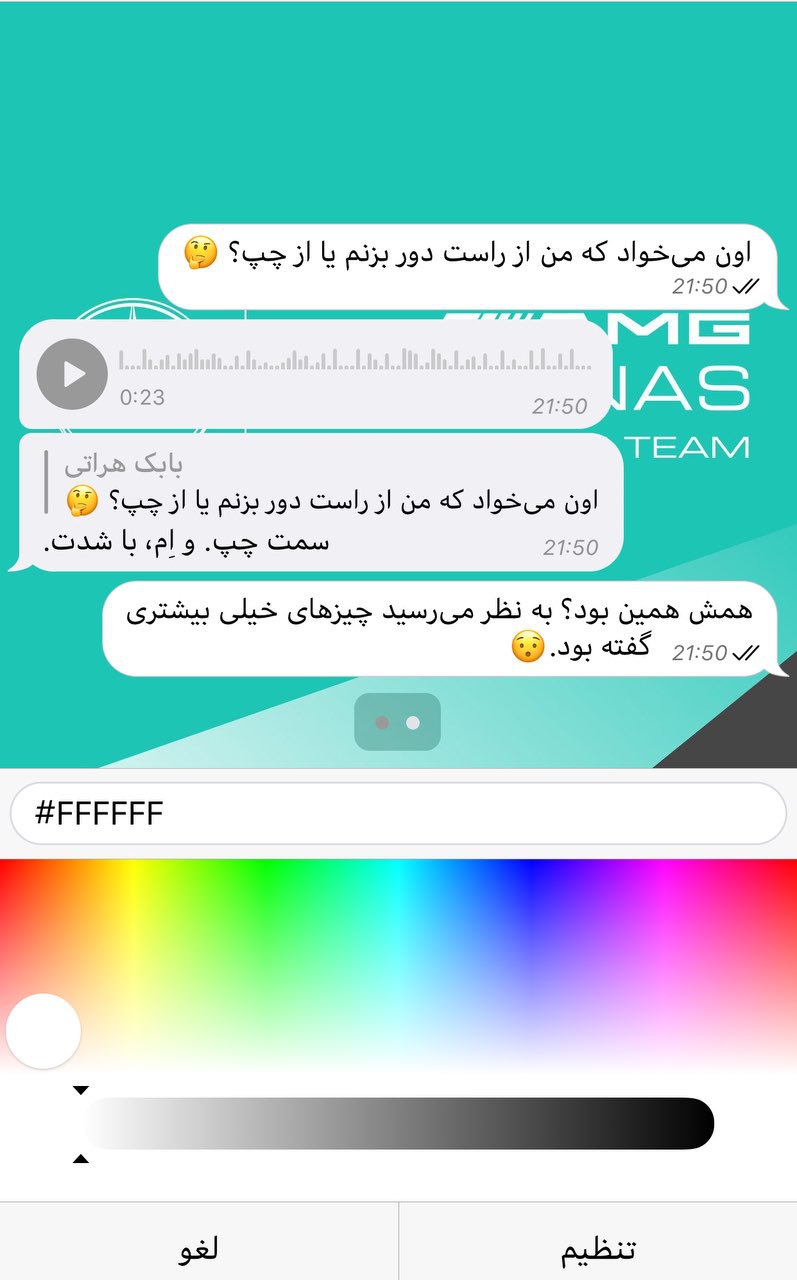 اون می‌خواد که من از راست دور بزنم یا از چپ؟ 🤔
21:50
AMG
NAS
TEAM
0:23
21:50
بابک هراتی
اون می‌خواد که من از راست دور بزنم یا از چپ؟ 🤔
سمت چپ. و اِم، با شدت.
21:50
همش همین بود؟ به نظر می‌رسید چیزهای خیلی بیشتری
گفته بود.😯
21:50
#FFFFFF
تنظیم
لغو